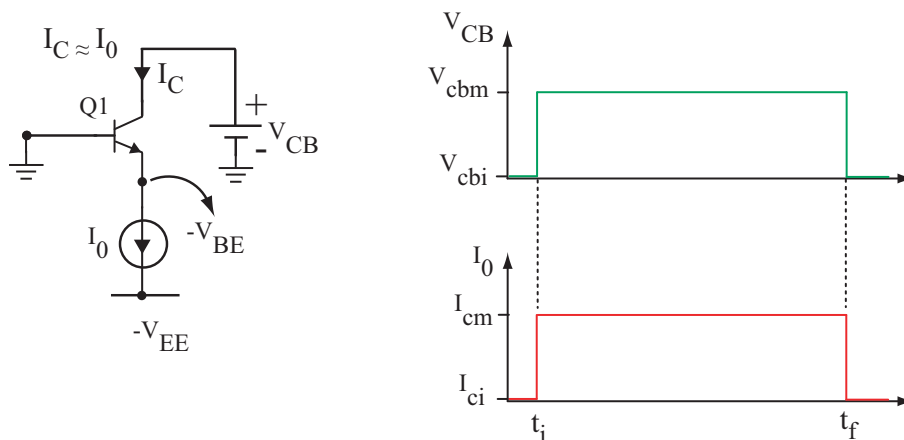 I_C ≈ I_0
I_C
Q1
+
V_CB
-
-V_BE
I_0
-V_EE
V_CB
V_cbm
V_cbi
I_0
I_cm
I_ci
t_i
t_f